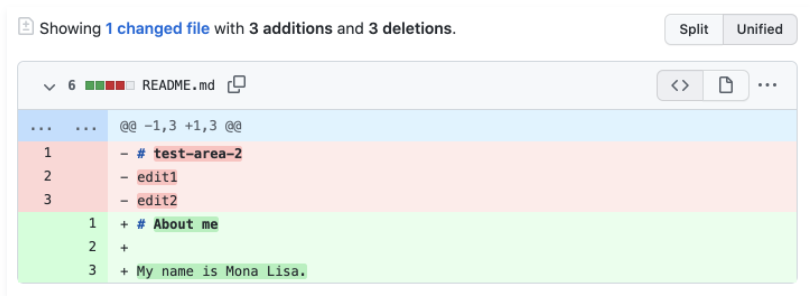 Showing 1 changed file with 3 additions and 3 deletions.
Split Unified
6 README.md
... ... @@ -1,3 +1,3 @@
1 - # test-area-2
2 - edit1
3 - edit2
1 + # About me
2 +
3 + My name is Mona Lisa.